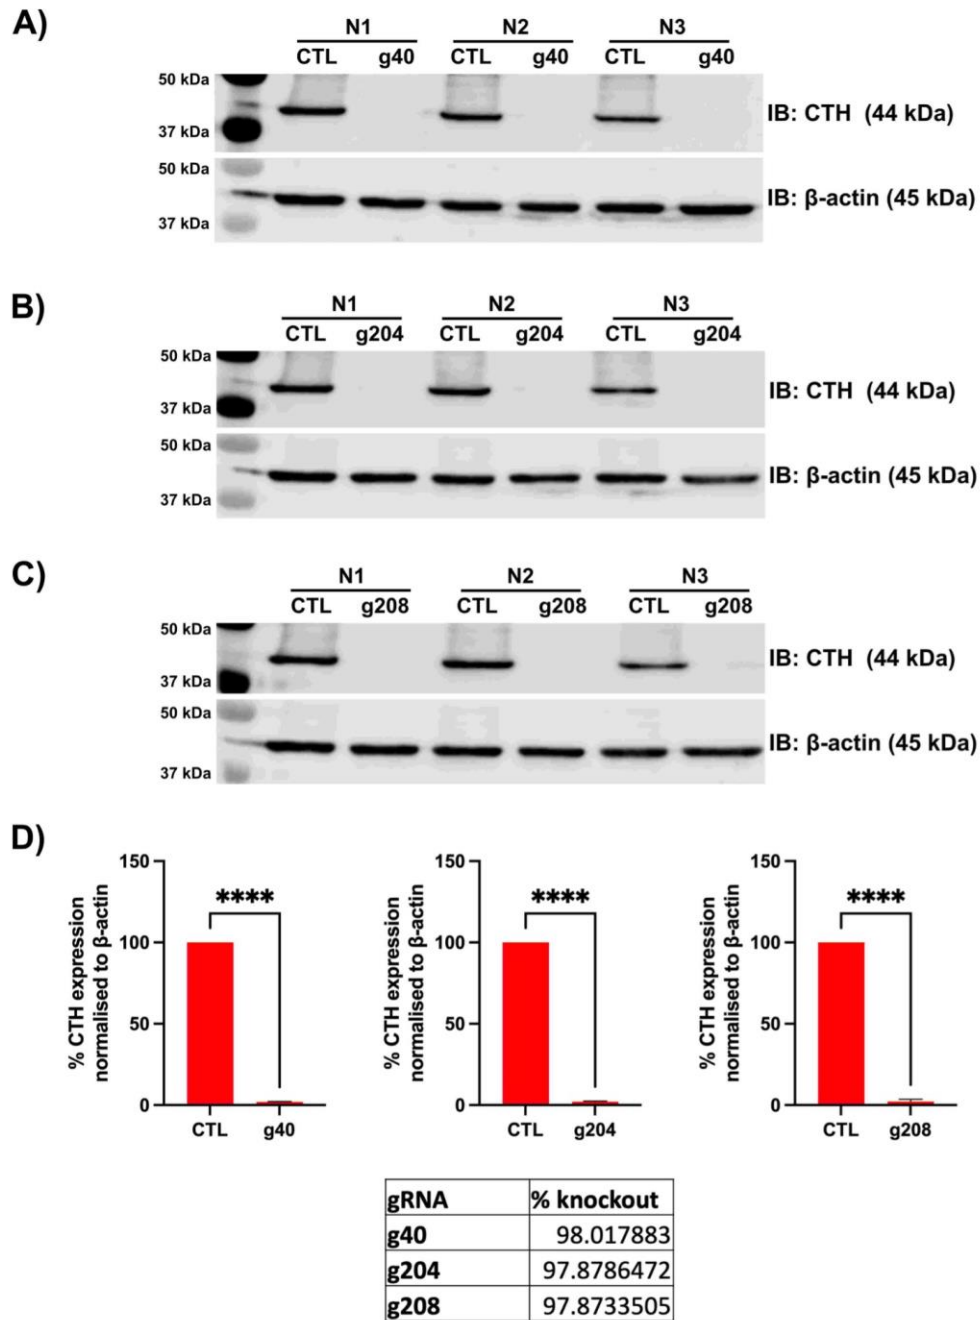 A)
N1 N2 N3
CTL g40 CTL g40 CTL g40
50 kDa
IB: CTH (44 kDa)
37 kDa
50 kDa
IB: β-actin (45 kDa)
37 kDa
B)
N1 N2 N3
CTL g204 CTL g204 CTL g204
50 kDa
IB: CTH (44 kDa)
37 kDa
50 kDa
IB: β-actin (45 kDa)
37 kDa
C)
N1 N2 N3
CTL g208 CTL g208 CTL g208
50 kDa
IB: CTH (44 kDa)
37 kDa
50 kDa
IB: β-actin (45 kDa)
37 kDa
D)
% CTH expression
normalised to β-actin
150
100
50
0
****
CTL g40
% CTH expression
normalised to β-actin
150
100
50
0
****
CTL g204
% CTH expression
normalised to β-actin
150
100
50
0
****
CTL g208
gRNA % knockout
g40 98.017883
g204 97.8786472
g208 97.8733505